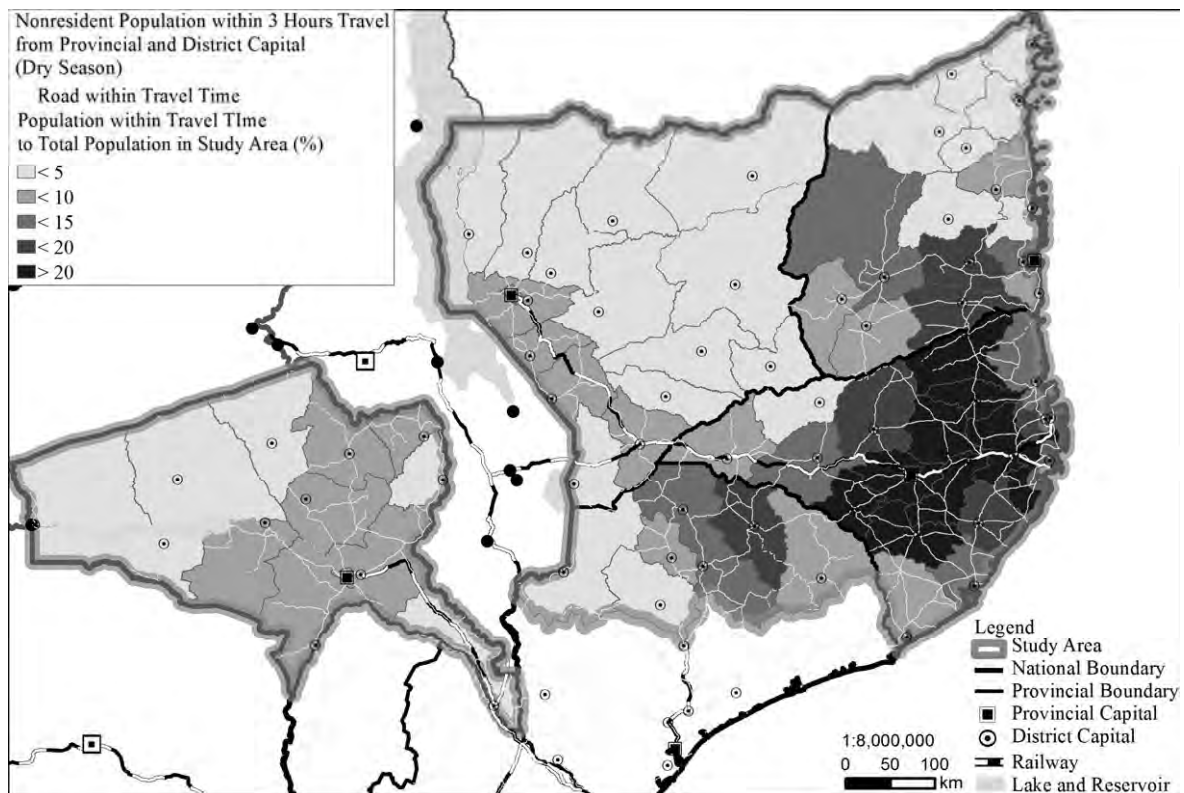 Nonresident Population within 3 Hours Travel
from Provincial and District Capital
(Dry Season)
Road within Travel Time
Population within Travel TIme
to Total Population in Study Area (%)
< 5
< 10
< 15
< 20
> 20
Legend
Study Area
National Boundary
Provincial Boundary
Provincial Capital
District Capital
Railway
Lake and Reservoir
1:8,000,000
0 50 100
km